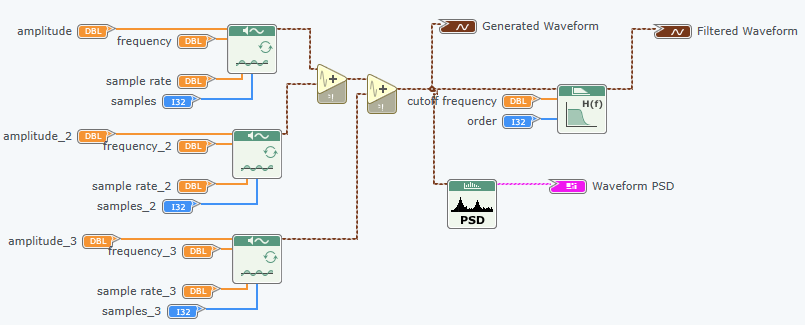 amplitude DBL
frequency DBL
sample rate DBL
samples I32
Generated Waveform
Filtered Waveform
cutoff frequency DBL
order I32
H(f)
amplitude_2 DBL
frequency_2 DBL
sample rate_2 DBL
samples_2 I32
PSD
Waveform PSD
amplitude_3 DBL
frequency_3 DBL
sample rate_3 DBL
samples_3 I32